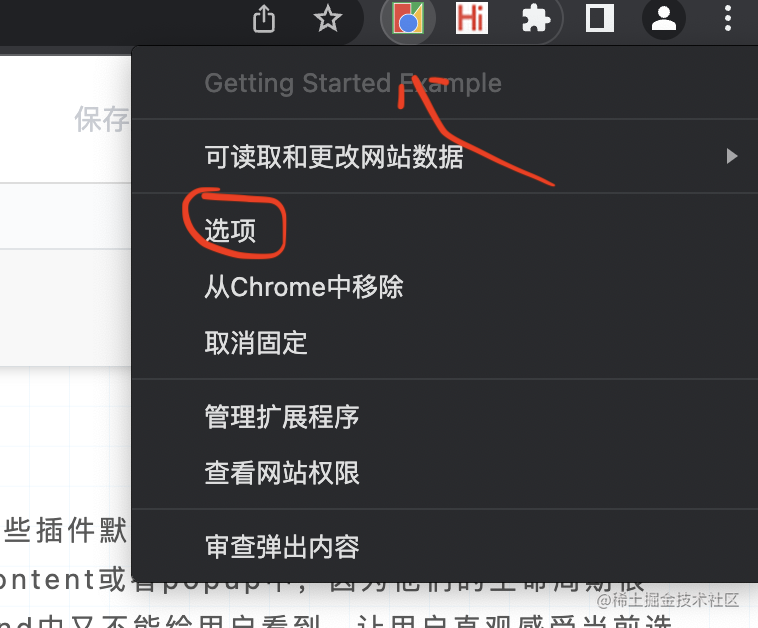 Hi
Getting Started Example
保存
可读取和更改网站数据
选项
从Chrome中移除
取消固定
管理扩展程序
查看网站权限
审查弹出内容
些插件默
ontent或者popup中，因为他们的生命周期很
@稀土掘金技术社区
nd中又不能给用户看到，让用户直观感受当前选